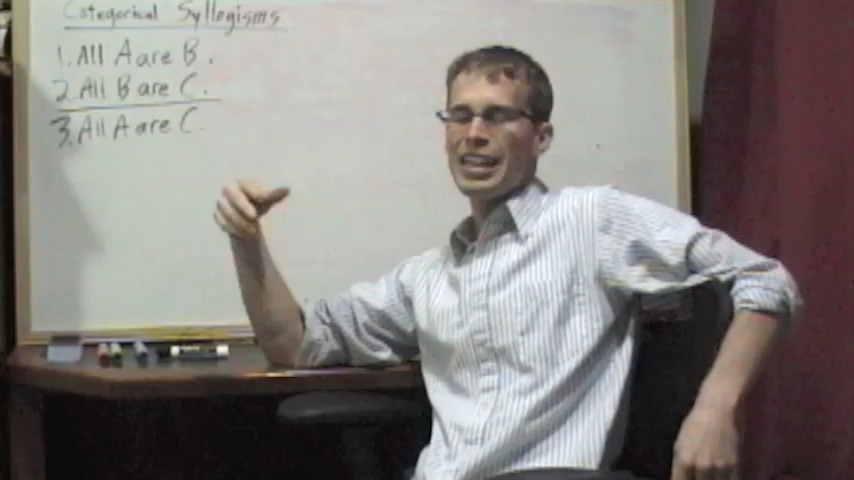 Categorical Syllogisms
1. All A are B.
2. All B are C.
3. All A are C.